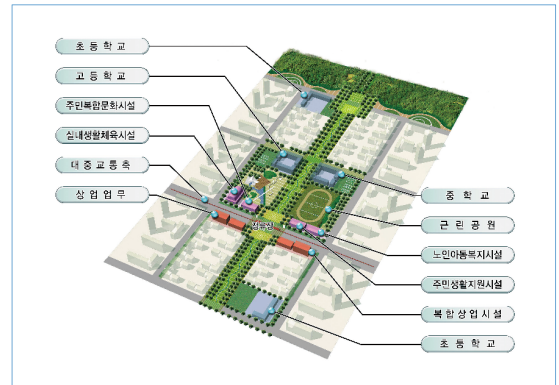 초등학교
고등학교
주민복합문화시설
실내생활체육시설
대중교통축
상업업무
정류장
중학교
근린공원
노인아동복지시설
주민생활지원시설
복합상업시설
초등학교